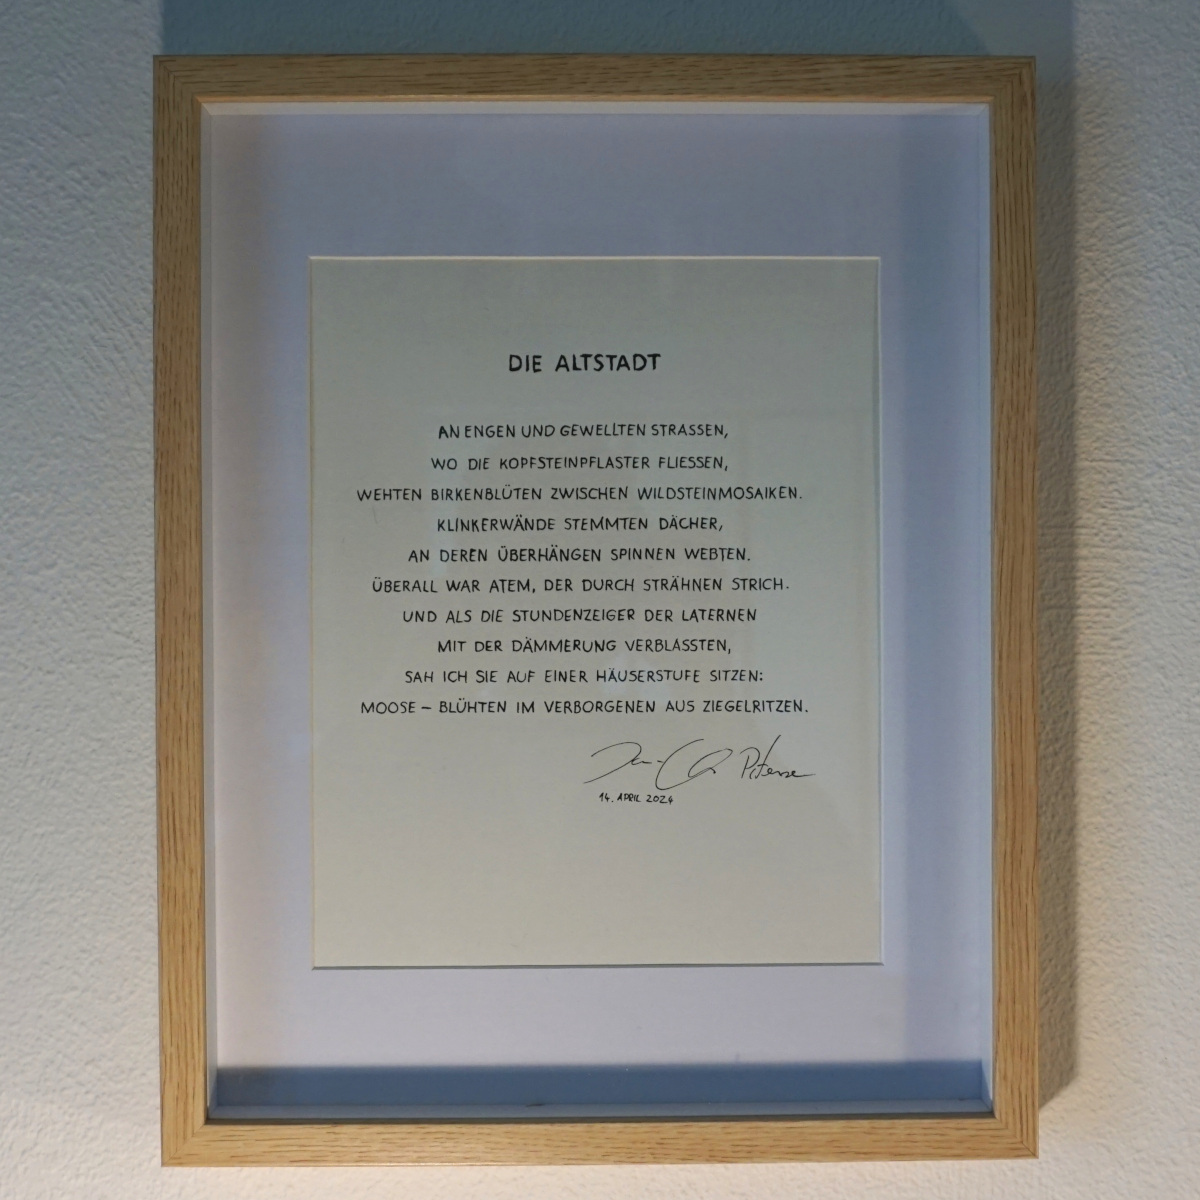 DIE ALTSTADT
AN ENGEN UND GEWELLTEN STRASSEN,
WO DIE KOPFSTEINPFLASTER FLIESSEN,
WEHTEN BIRKENBLÜTEN ZWISCHEN WILDSTEINMOSAIKEN.
KLINKERWÄNDE STEMMTEN DÄCHER,
AN DEREN ÜBERHÄNGEN SPINNEN WEBTEN.
ÜBERALL WAR ATEM, DER DURCH STRÄHNEN STRICH.
UND ALS DIE STUNDENZEIGER DER LATERNEN
MIT DER DÄMMERUNG VERBLASSTEN,
SAH ICH SIE AUF EINER HÄUSERSTUFE SITZEN:
MOOSE – BLÜHTEN IM VERBORGENEN AUS ZIEGELRITZEN.
14. APRIL 2024